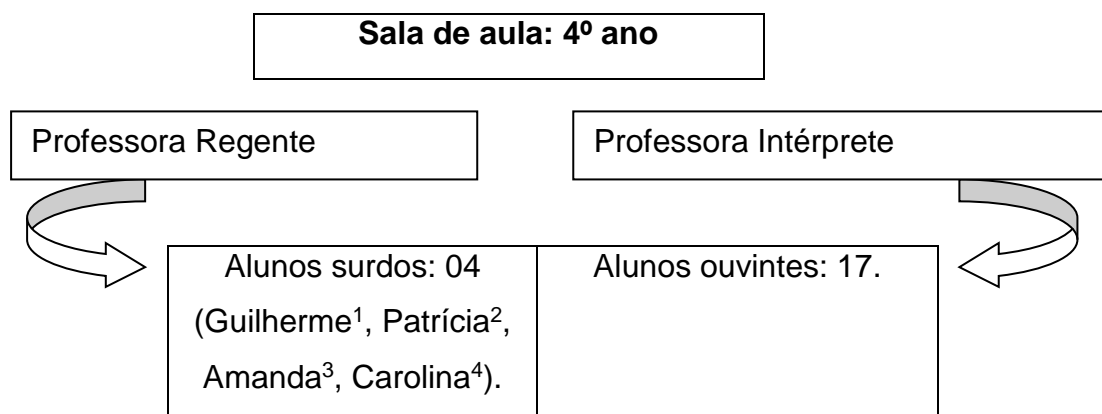 Sala de aula: 4º ano
Professora Regente
Professora Intérprete
Alunos surdos: 04
(Guilherme¹, Patrícia²,
Amanda³, Carolina⁴).
Alunos ouvintes: 17.